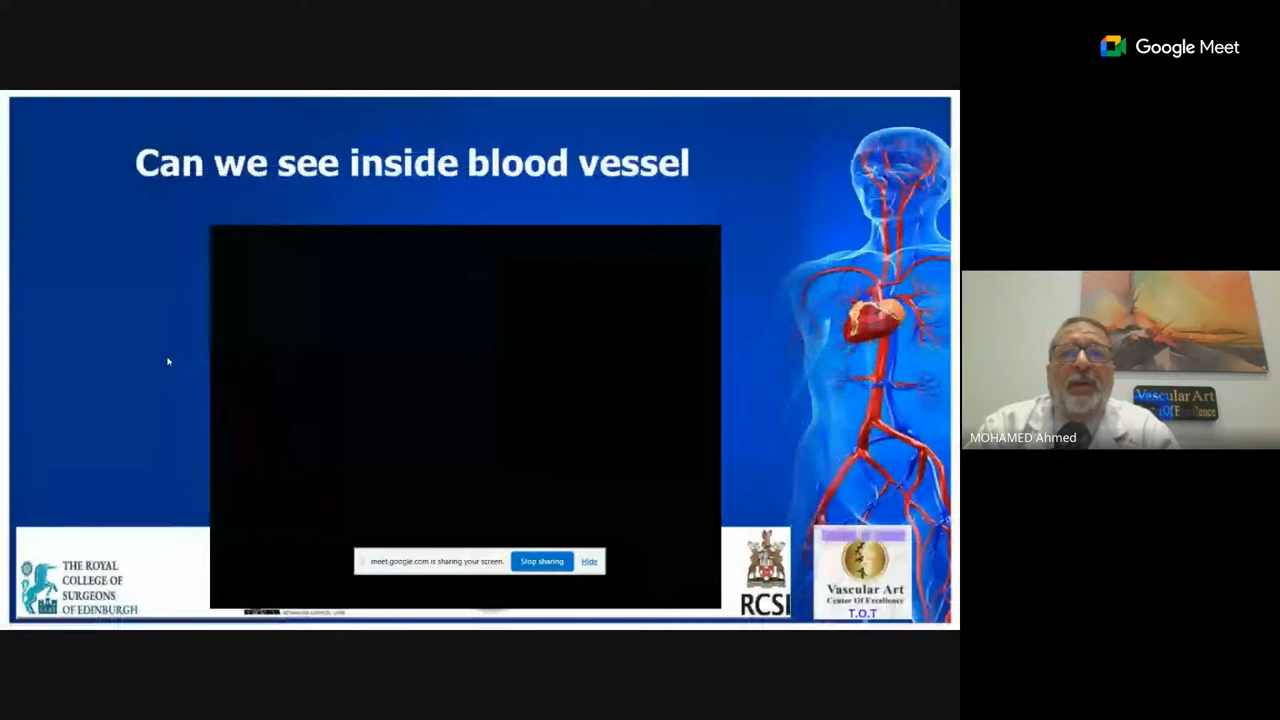 Google Meet
Can we see inside blood vessel
meet.google.com is sharing your screen.
Stop sharing
Hide
THE ROYAL
COLLEGE OF
SURGEONS
OF EDINBURGH
RCSI
Vascular Art
Center Of Excellency
T.O.T
Vascular Art
MOHAMED Ahmed